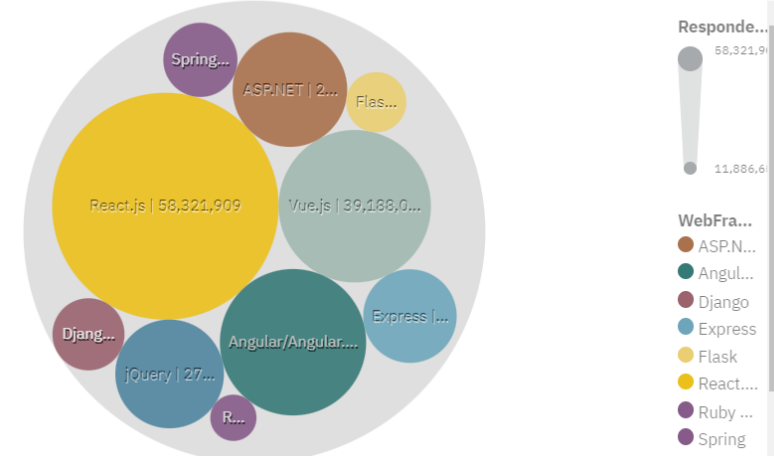 Spring...
ASP.NET | 2...
Flas...
React.js | 58,321,909
Vue.js | 39,188,0...
Express |...
Djang...
Angular/Angular....
jQuery | 27...
R...
Responde...
58,321,9
11,886,6
WebFra...
ASP.N...
Angul...
Django
Express
Flask
React....
Ruby ...
Spring